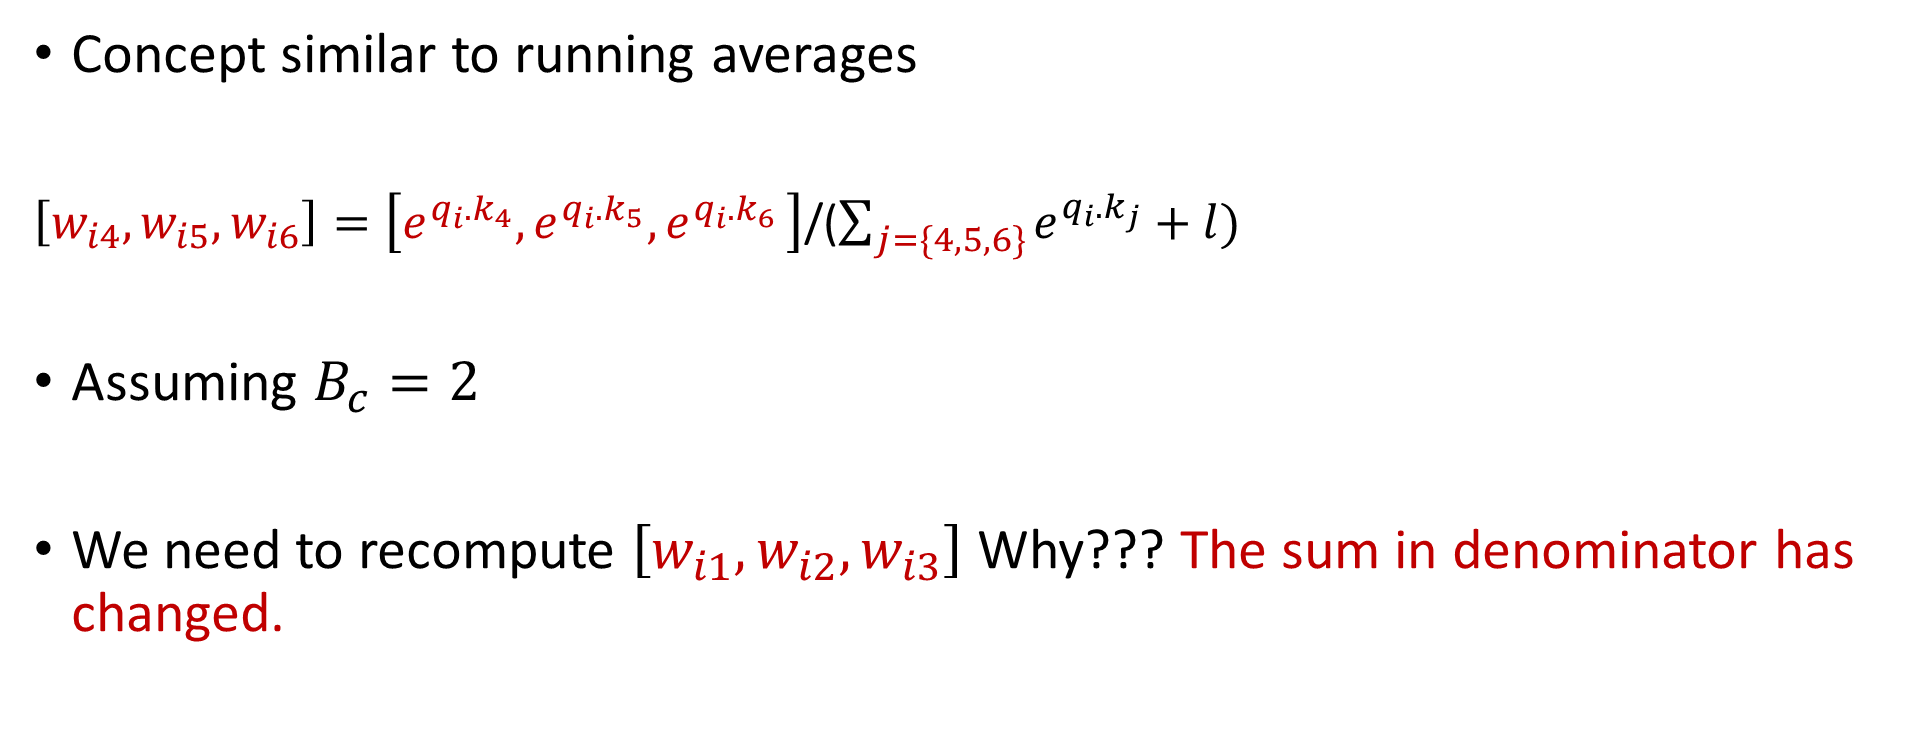 • Concept similar to running averages
[w_{i4}, w_{i5}, w_{i6}] = [e^{q_i.k_4}, e^{q_i.k_5}, e^{q_i.k_6}]/(∑_{j={4,5,6}} e^{q_i.k_j} + l)
• Assuming B_c = 2
• We need to recompute [w_{i1}, w_{i2}, w_{i3}] Why??? The sum in denominator has
changed.